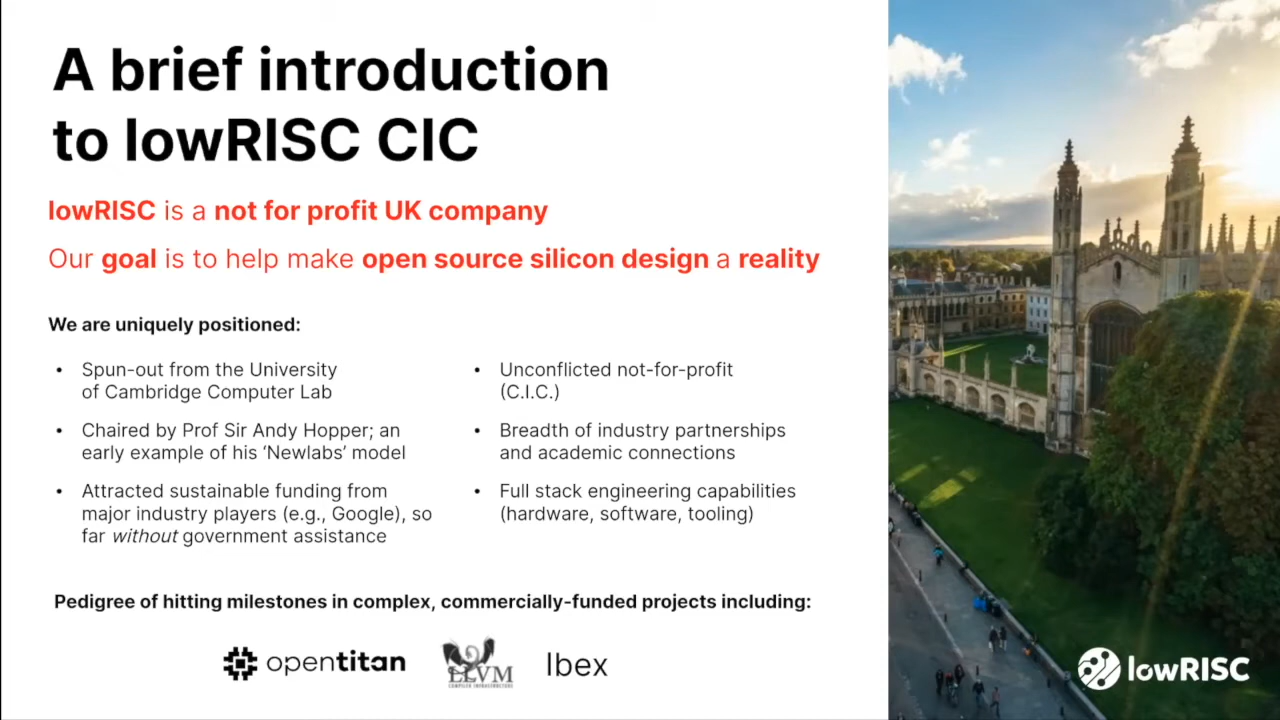 A brief introduction
to lowRISC CIC
lowRISC is a not for profit UK company
Our goal is to help make open source silicon design a reality
We are uniquely positioned:
• Spun-out from the University
of Cambridge Computer Lab
• Chaired by Prof Sir Andy Hopper; an
early example of his ‘Newlabs’ model
• Attracted sustainable funding from
major industry players (e.g., Google), so
far without government assistance
• Unconflicted not-for-profit
(C.I.C.)
• Breadth of industry partnerships
and academic connections
• Full stack engineering capabilities
(hardware, software, tooling)
Pedigree of hitting milestones in complex, commercially-funded projects including:
opentitan
LLVM
COMPILER INFRASTRUCTURE
Ibex
lowRISC